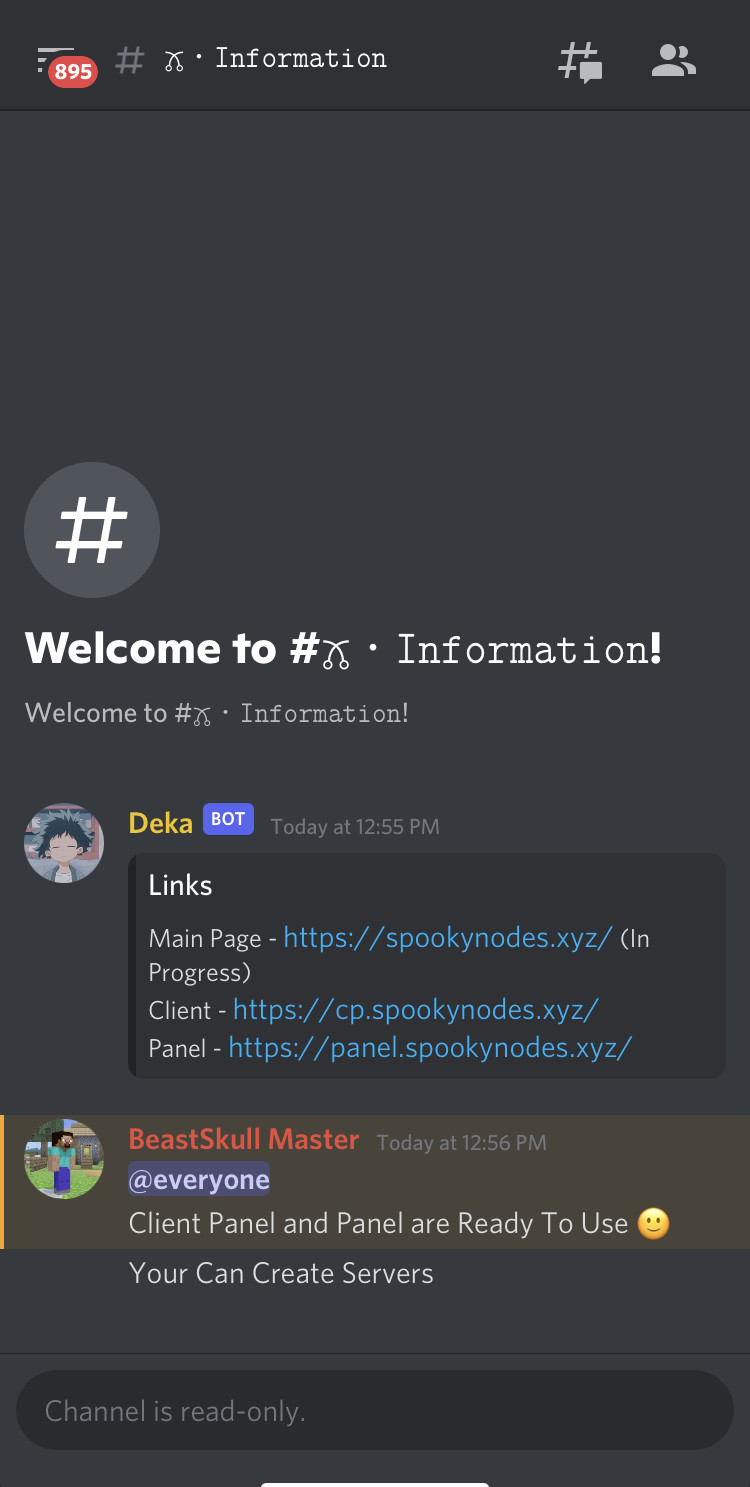 895
# ꔛ · Information
Welcome to #ꔛ · Information!
Welcome to #ꔛ · Information!
Deka BOT Today at 12:55 PM
Links
Main Page - https://spookynodes.xyz/ (In
Progress)
Client - https://cp.spookynodes.xyz/
Panel - https://panel.spookynodes.xyz/
BeastSkull Master Today at 12:56 PM
@everyone
Client Panel and Panel are Ready To Use 🙂
Your Can Create Servers
Channel is read-only.